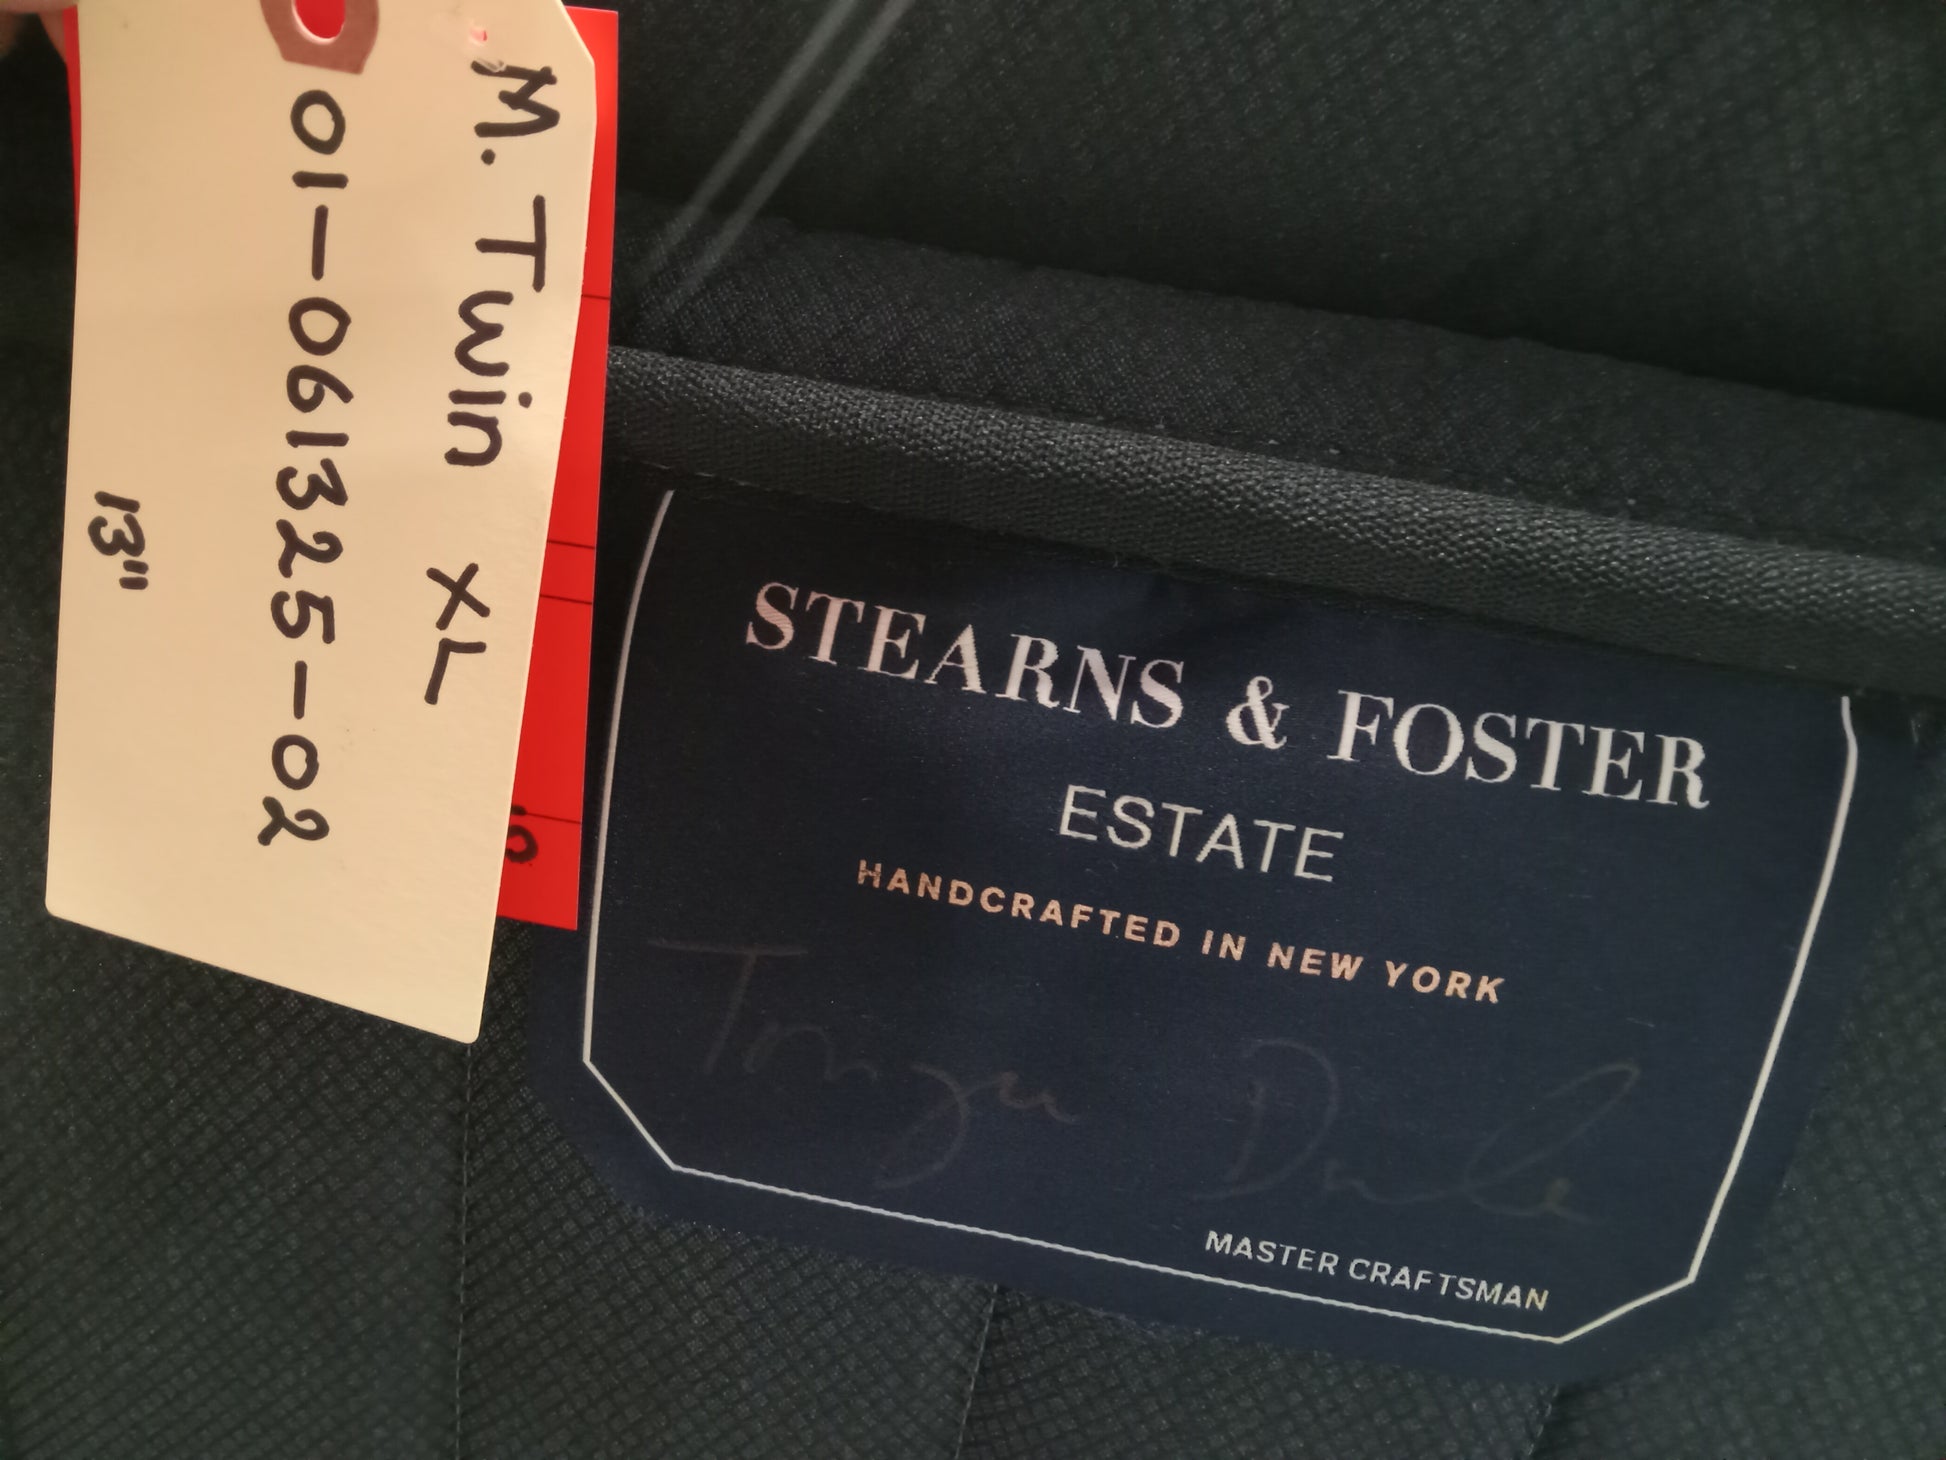 M. Twin XL
01-061325-02
13"
STEARNS & FOSTER
ESTATE
HANDCRAFTED IN NEW YORK
MASTER CRAFTSMAN